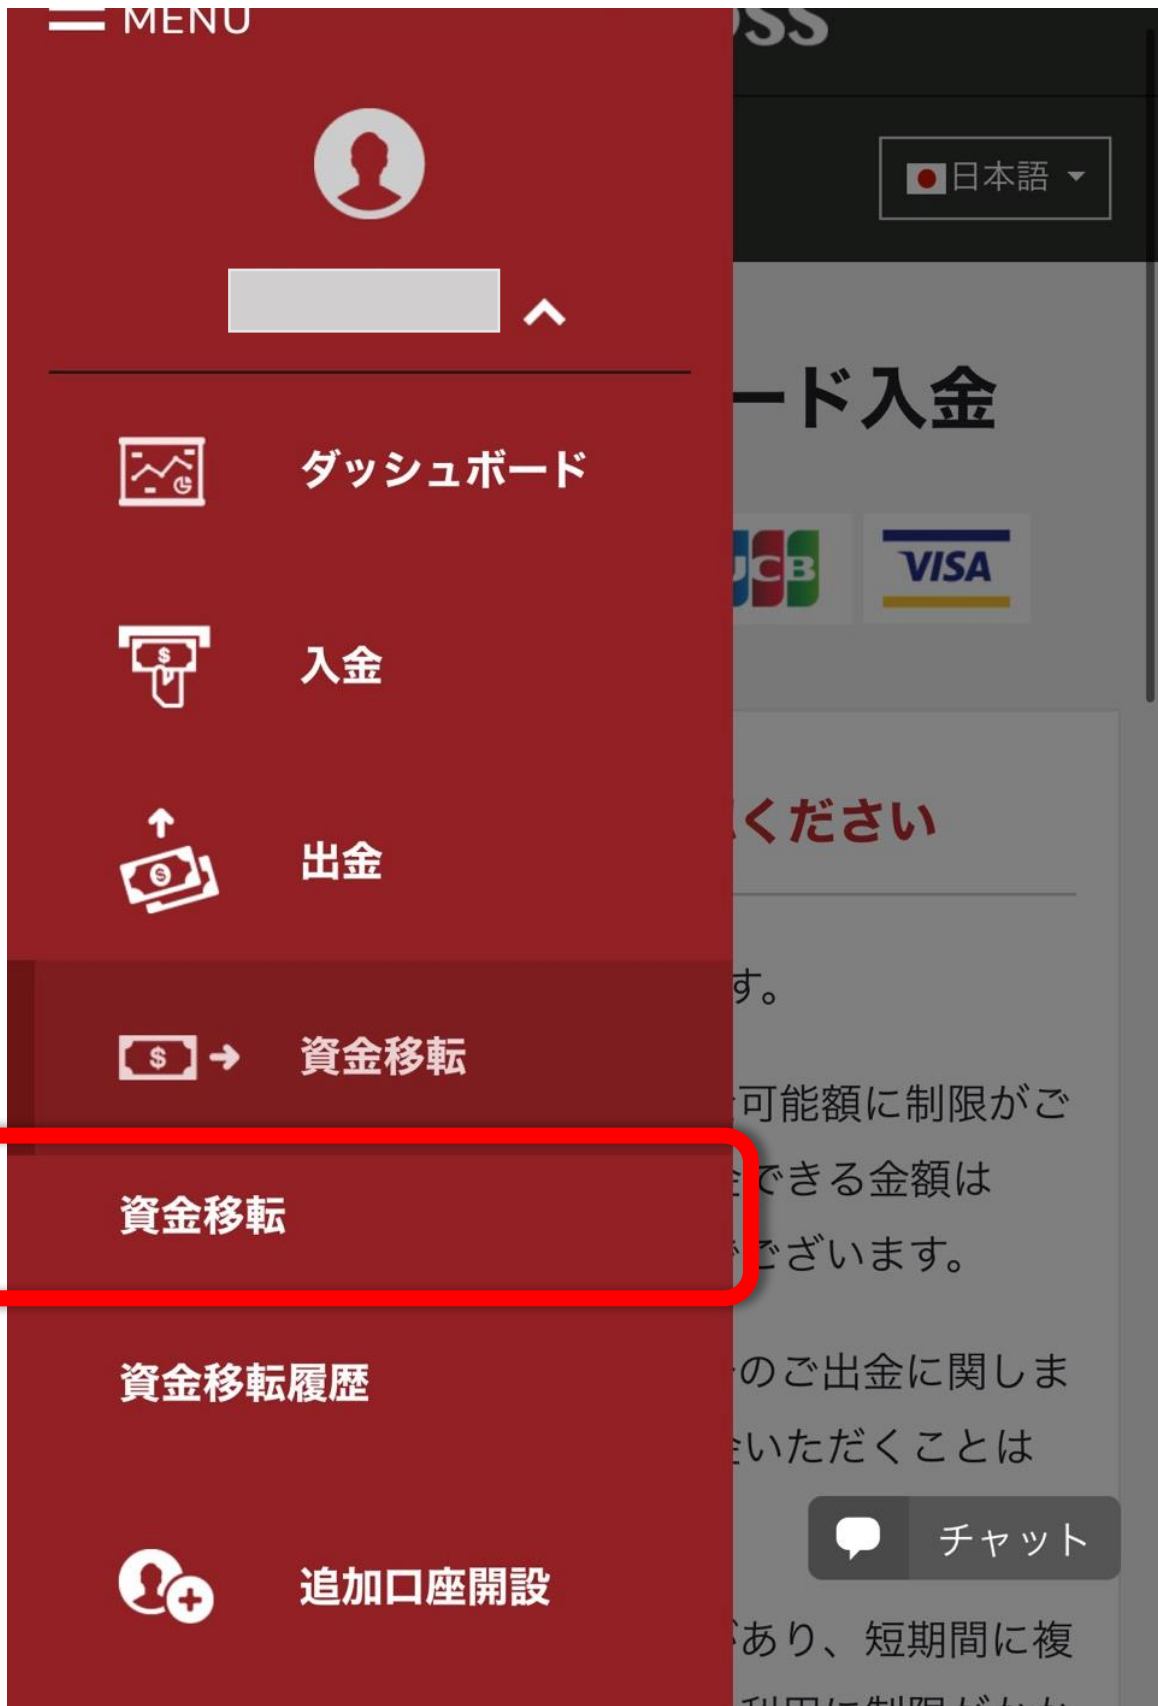 MENU
日本語
ード入金
ダッシュボード
JCB
VISA
入金
ください
出金
す。
資金移転
可能額に制限がご
できる金額は
資金移転
ございます。
資金移転履歴
のご出金に関しま
いただくことは
チャット
追加口座開設
あり、短期間に複